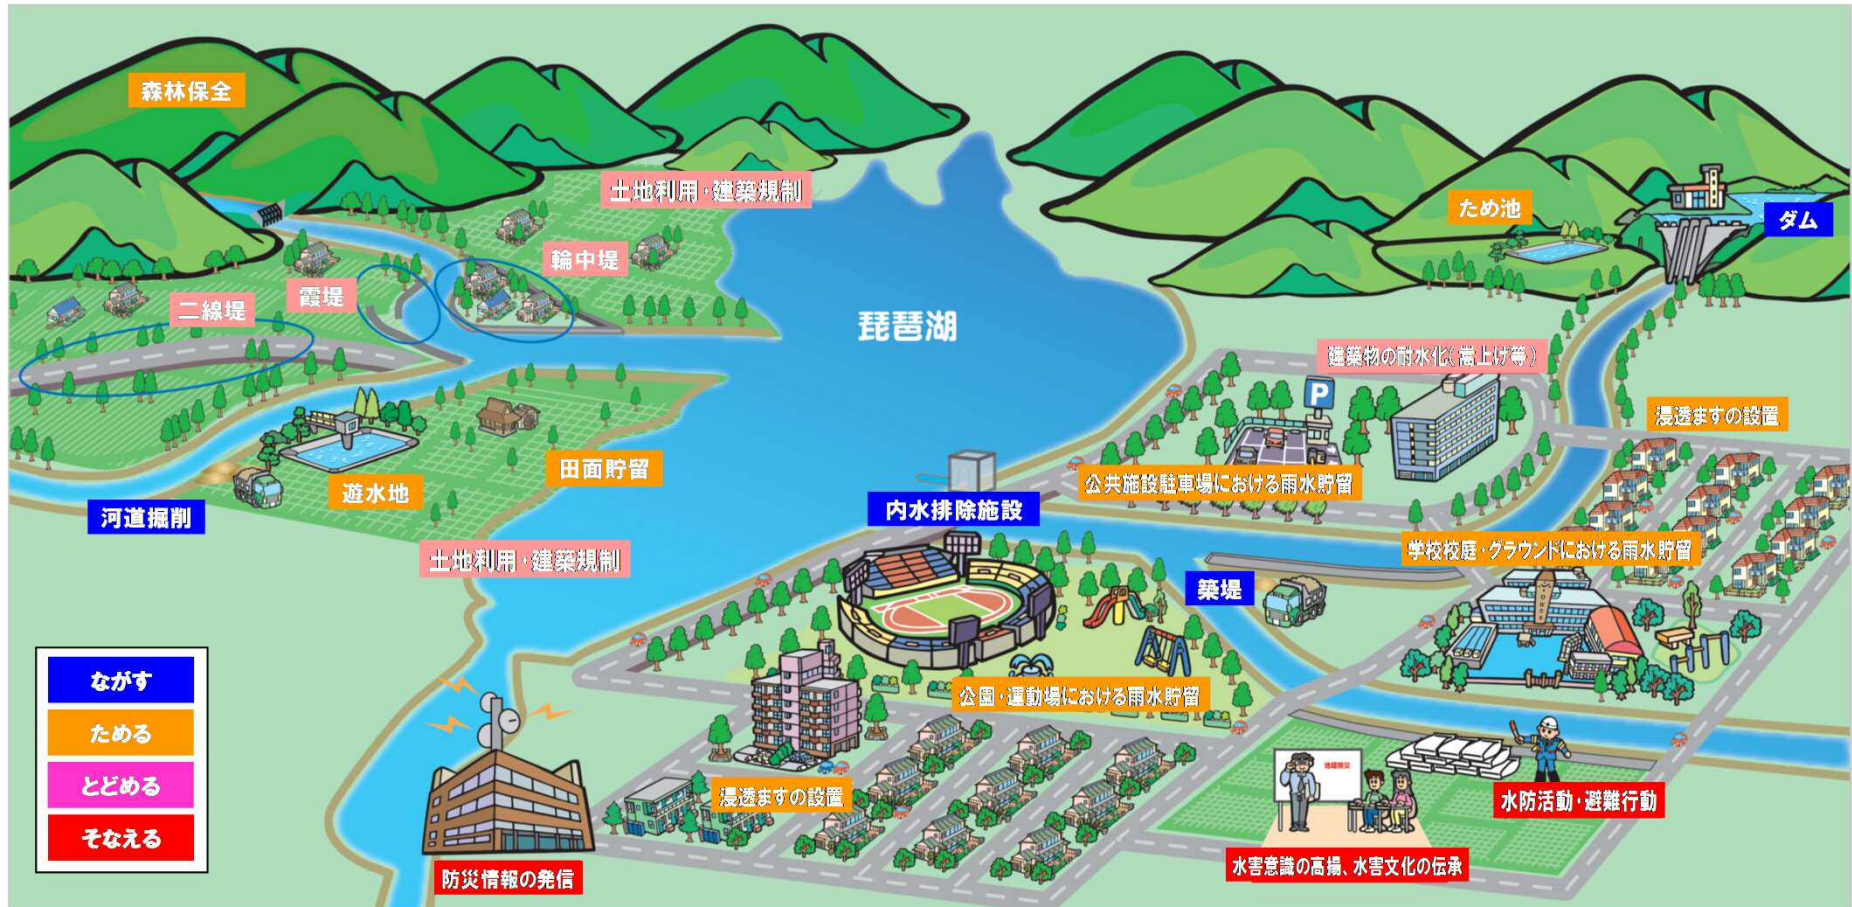 森林保全
土地利用・建築規制
ため池
ダム
輪中堤
霞堤
二線堤
琵琶湖
建築物の耐水化(嵩上げ等)
P
浸透ますの設置
田面貯留
遊水地
公共施設駐車場における雨水貯留
河道掘削
内水排除施設
学校校庭・グラウンドにおける雨水貯留
土地利用・建築規制
築堤
ながす
ためる
とどめる
そなえる
公園・運動場における雨水貯留
地域防災
浸透ますの設置
水防活動・避難行動
防災情報の発信
水害意識の高揚、水害文化の伝承